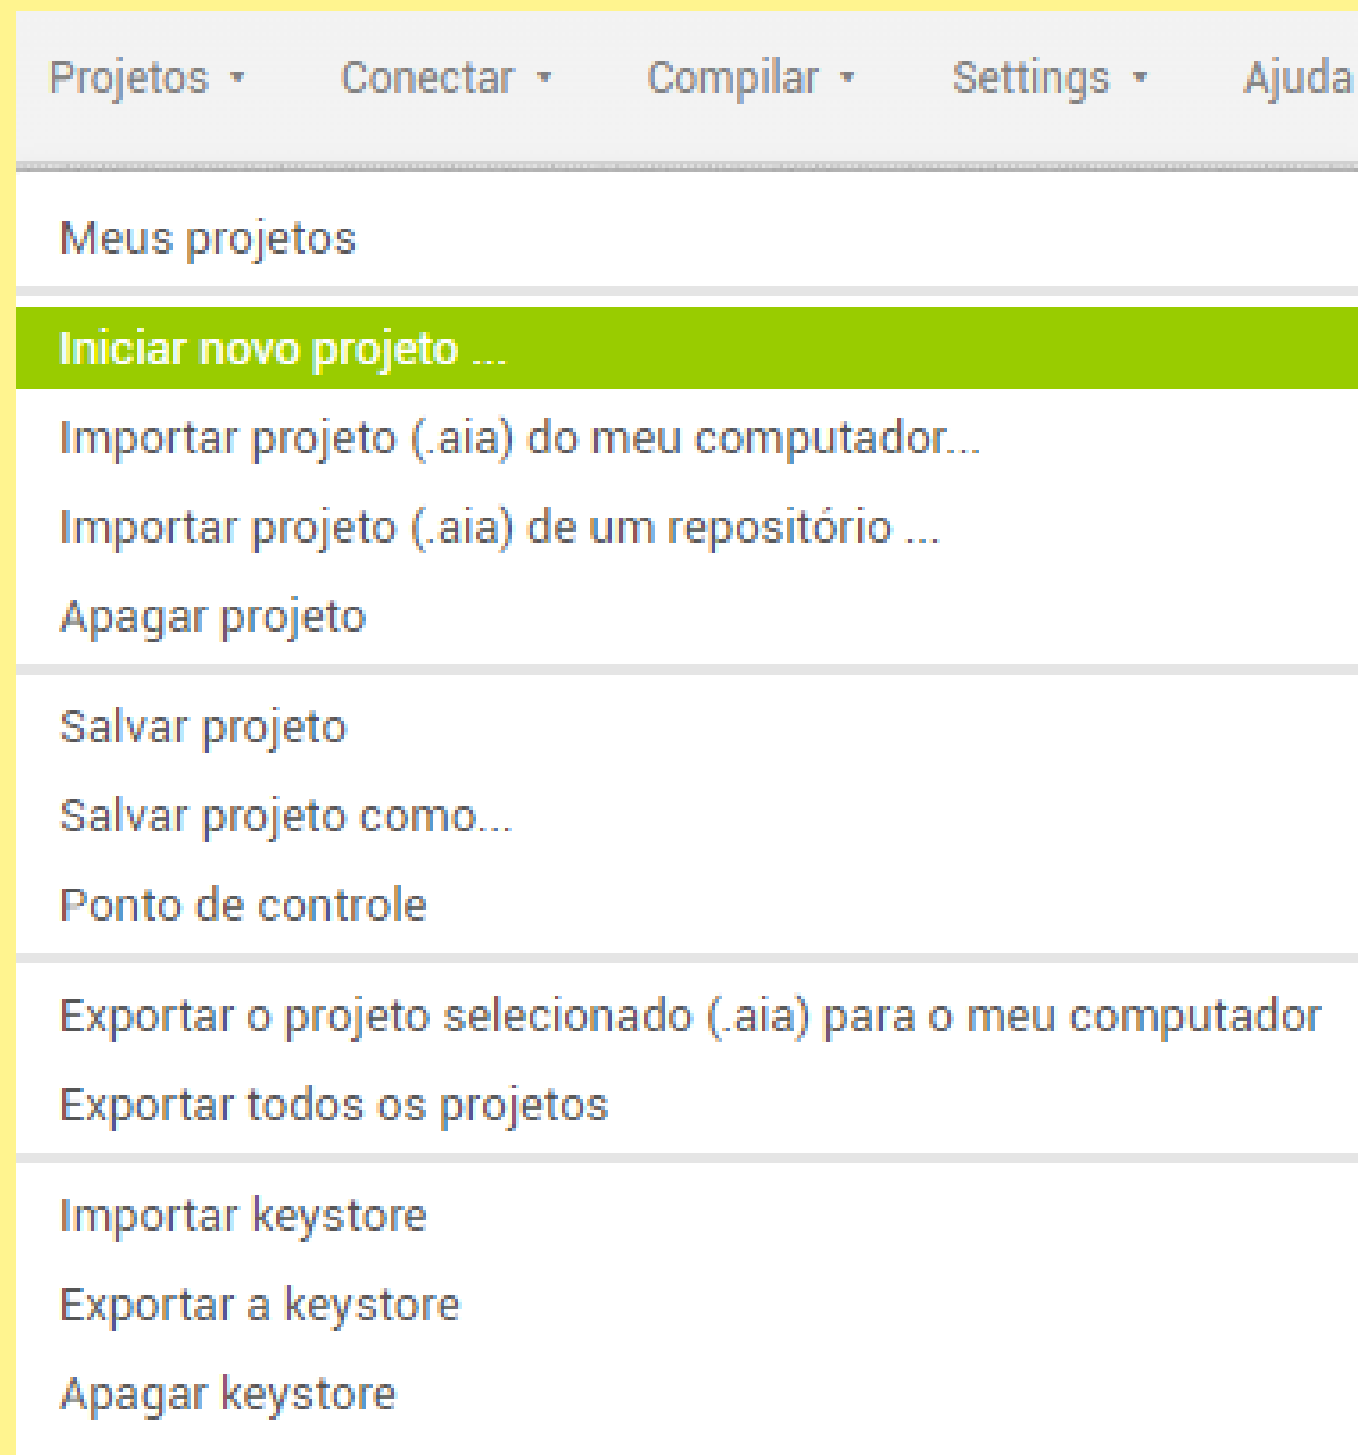 Projetos Conectar Compilar Settings Ajuda
Meus projetos
Iniciar novo projeto ...
Importar projeto (.aia) do meu computador...
Importar projeto (.aia) de um repositório ...
Apagar projeto
Salvar projeto
Salvar projeto como...
Ponto de controle
Exportar o projeto selecionado (.aia) para o meu computador
Exportar todos os projetos
Importar keystore
Exportar a keystore
Apagar keystore